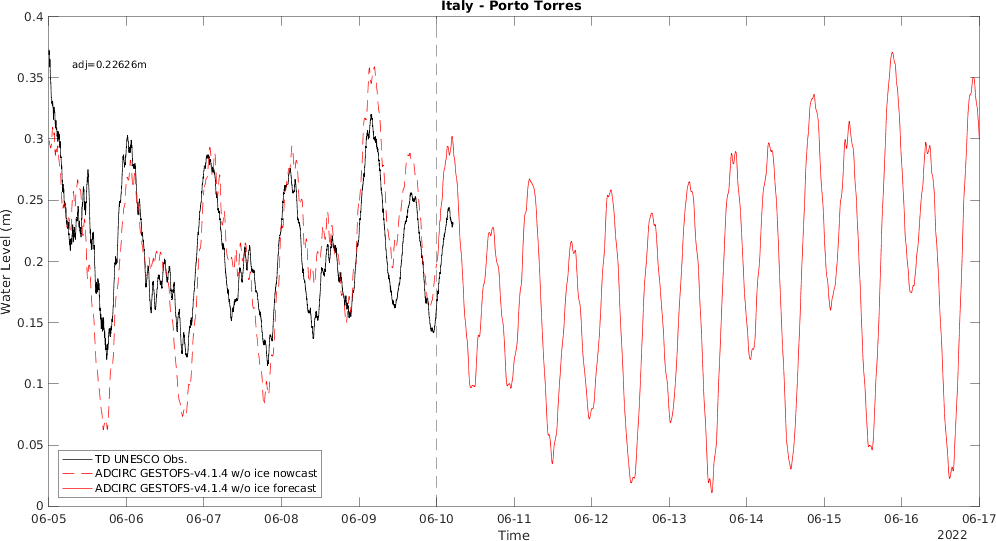 Italy - Porto Torres
adj=0.22626m
Water Level (m)
0.4
0.35
0.3
0.25
0.2
0.15
0.1
0.05
0
TD UNESCO Obs.
ADCIRC GESTOFS-v4.1.4 w/o ice nowcast
ADCIRC GESTOFS-v4.1.4 w/o ice forecast
06-05 06-06 06-07 06-08 06-09 06-10 06-11 06-12 06-13 06-14 06-15 06-16 06-17
Time
2022